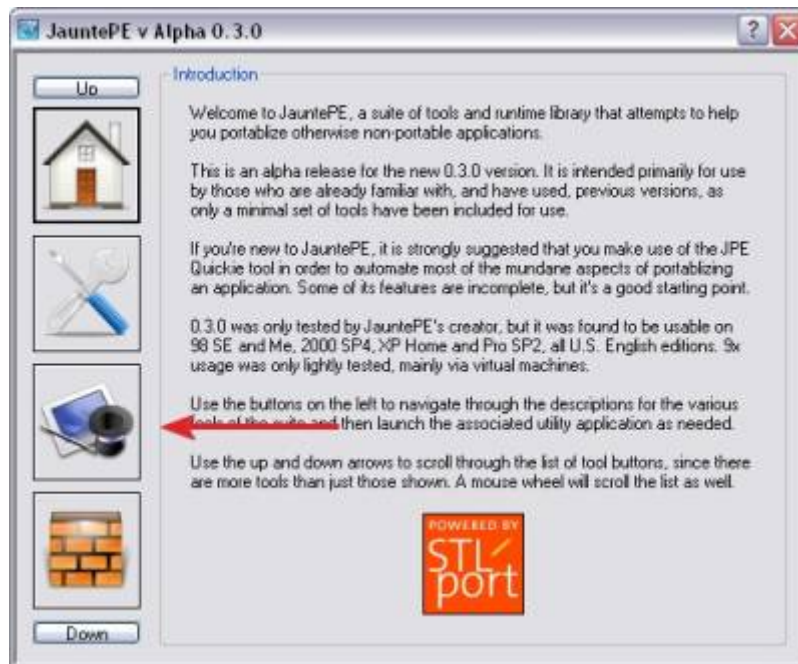 JauntePE v Alpha 0.3.0
Up
Introduction
Welcome to JauntePE, a suite of tools and runtime library that attempts to help
you portablize otherwise non-portable applications.
This is an alpha release for the new 0.3.0 version. It is intended primarily for use
by those who are already familiar with, and have used, previous versions, as
only a minimal set of tools have been included for use.
If you're new to JauntePE, it is strongly suggested that you make use of the JPE
Quickie tool in order to automate most of the mundane aspects of portablizing
an application. Some of its features are incomplete, but it's a good starting point.
0.3.0 was only tested by JauntePE's creator, but it was found to be usable on
98 SE and Me, 2000 SP4, XP Home and Pro SP2, all U.S. English editions. 9x
usage was only lightly tested, mainly via virtual machines.
Use the buttons on the left to navigate through the descriptions for the various
tools of the suite and then launch the associated utility application as needed.
Use the up and down arrows to scroll through the list of tool buttons, since there
are more tools than just those shown. A mouse wheel will scroll the list as well.
POWERED BY
STL
port
Down